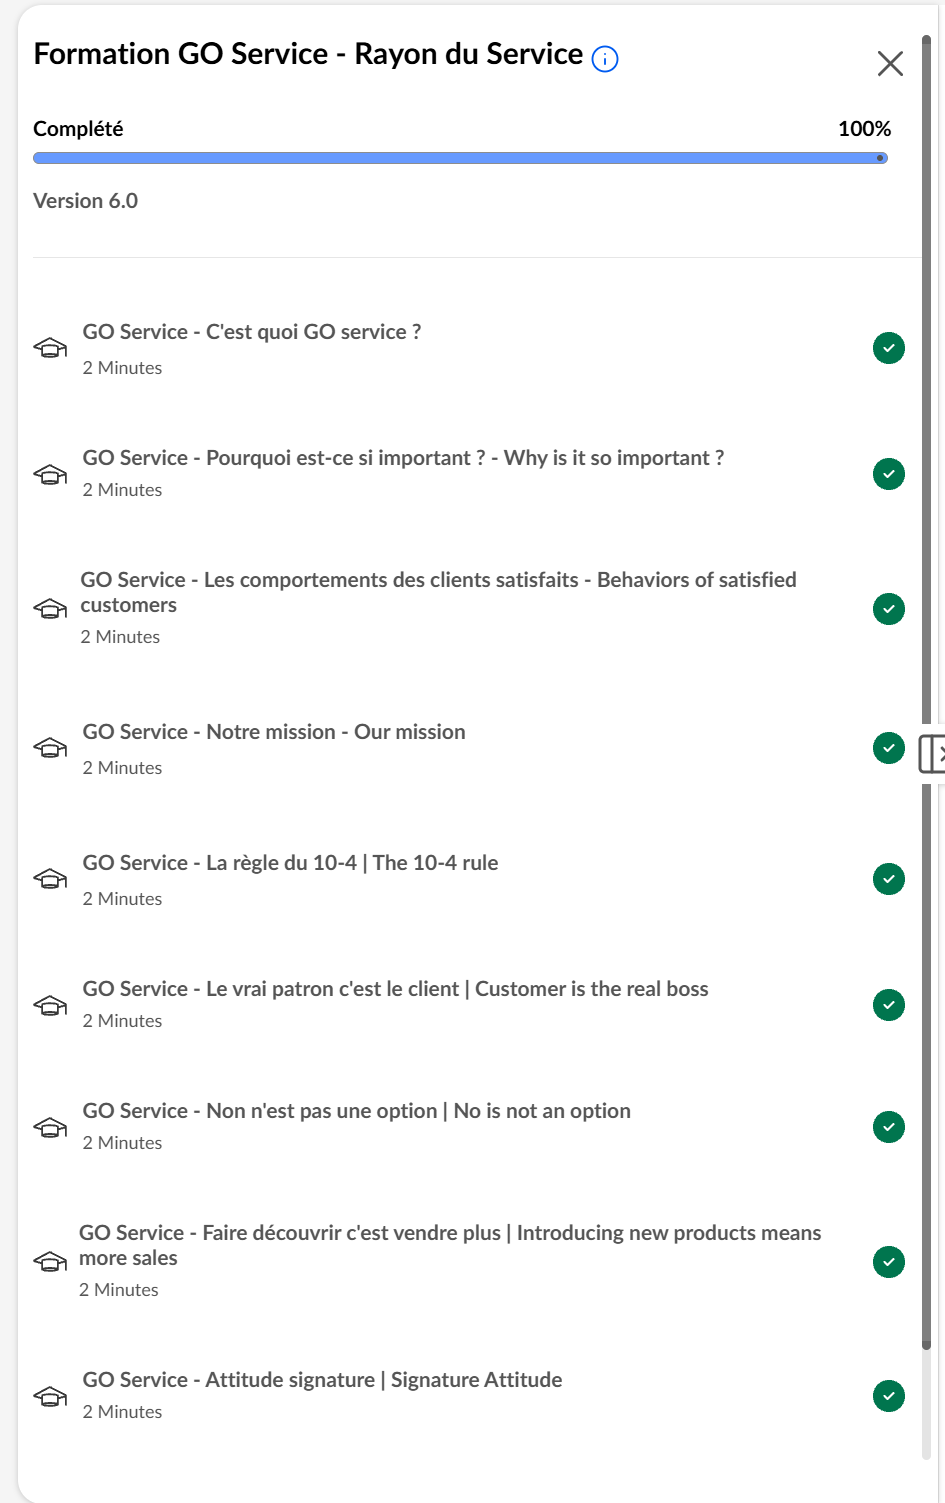 Formation GO Service - Rayon du Service
Complété 100%
Version 6.0
GO Service - C'est quoi GO service ?
2 Minutes
GO Service - Pourquoi est-ce si important ? - Why is it so important ?
2 Minutes
GO Service - Les comportements des clients satisfaits - Behaviors of satisfied
customers
2 Minutes
GO Service - Notre mission - Our mission
2 Minutes
GO Service - La règle du 10-4 | The 10-4 rule
2 Minutes
GO Service - Le vrai patron c'est le client | Customer is the real boss
2 Minutes
GO Service - Non n'est pas une option | No is not an option
2 Minutes
GO Service - Faire découvrir c'est vendre plus | Introducing new products means
more sales
2 Minutes
GO Service - Attitude signature | Signature Attitude
2 Minutes